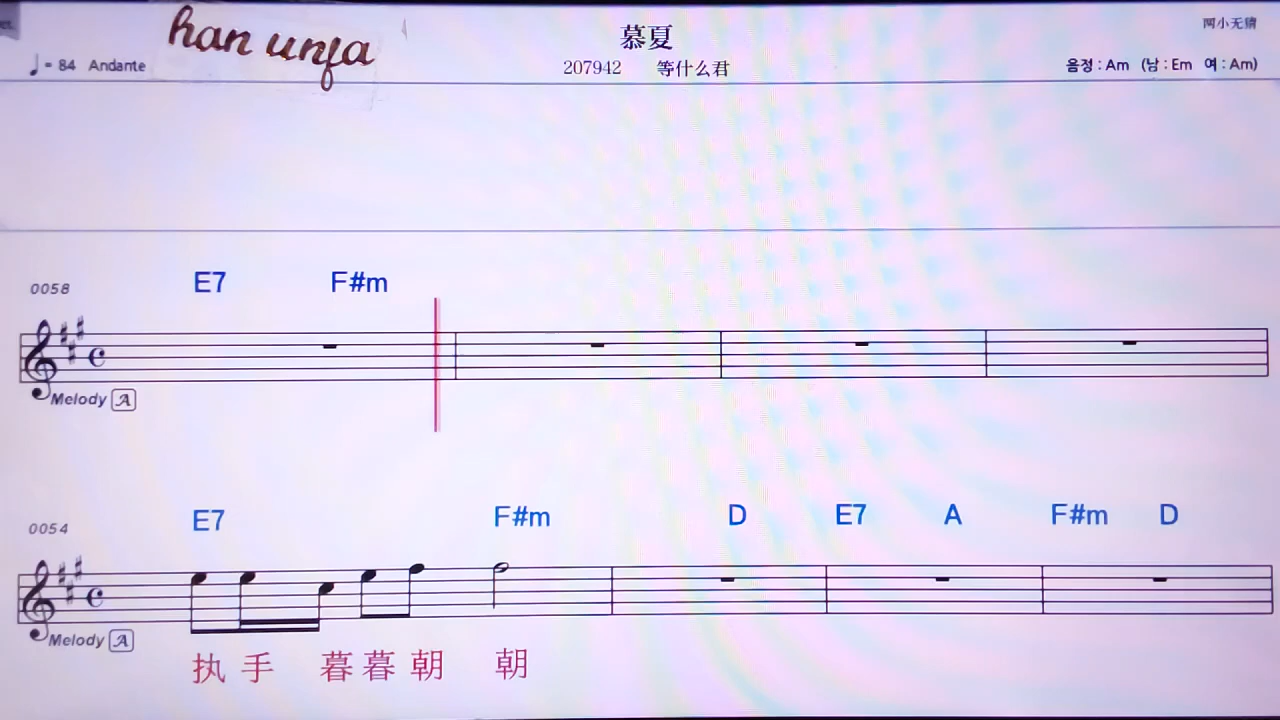 han unfa
慕夏
阿小无猜
♩= 84 Andante
207942 等什么君
음정 : Am (남 : Em 여 : Am)
0058 E7 F#m
Melody A
0054 E7 F#m D E7 A F#m D
Melody A
执 手 暮 暮 朝 朝